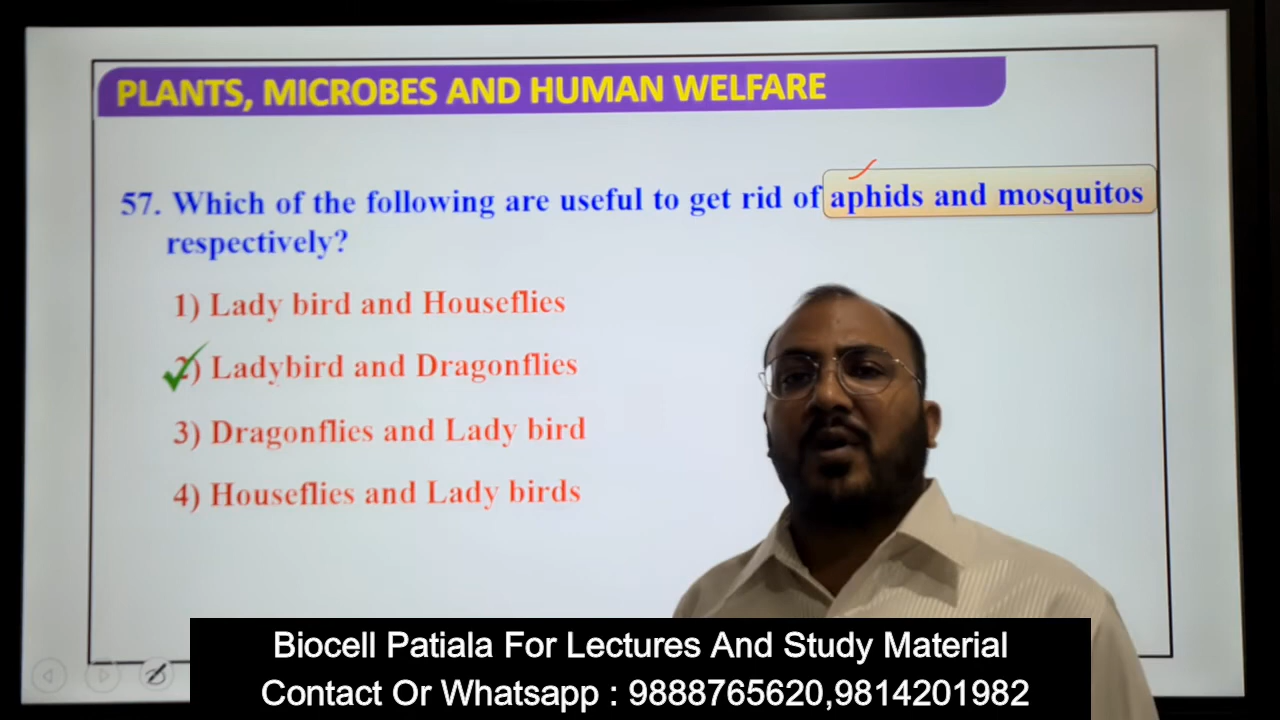 PLANTS, MICROBES AND HUMAN WELFARE
57. Which of the following are useful to get rid of aphids and mosquitos
respectively?
1) Lady bird and Houseflies
2) Ladybird and Dragonflies
3) Dragonflies and Lady bird
4) Houseflies and Lady birds
Biocell Patiala For Lectures And Study Material
Contact Or Whatsapp : 9888765620,9814201982